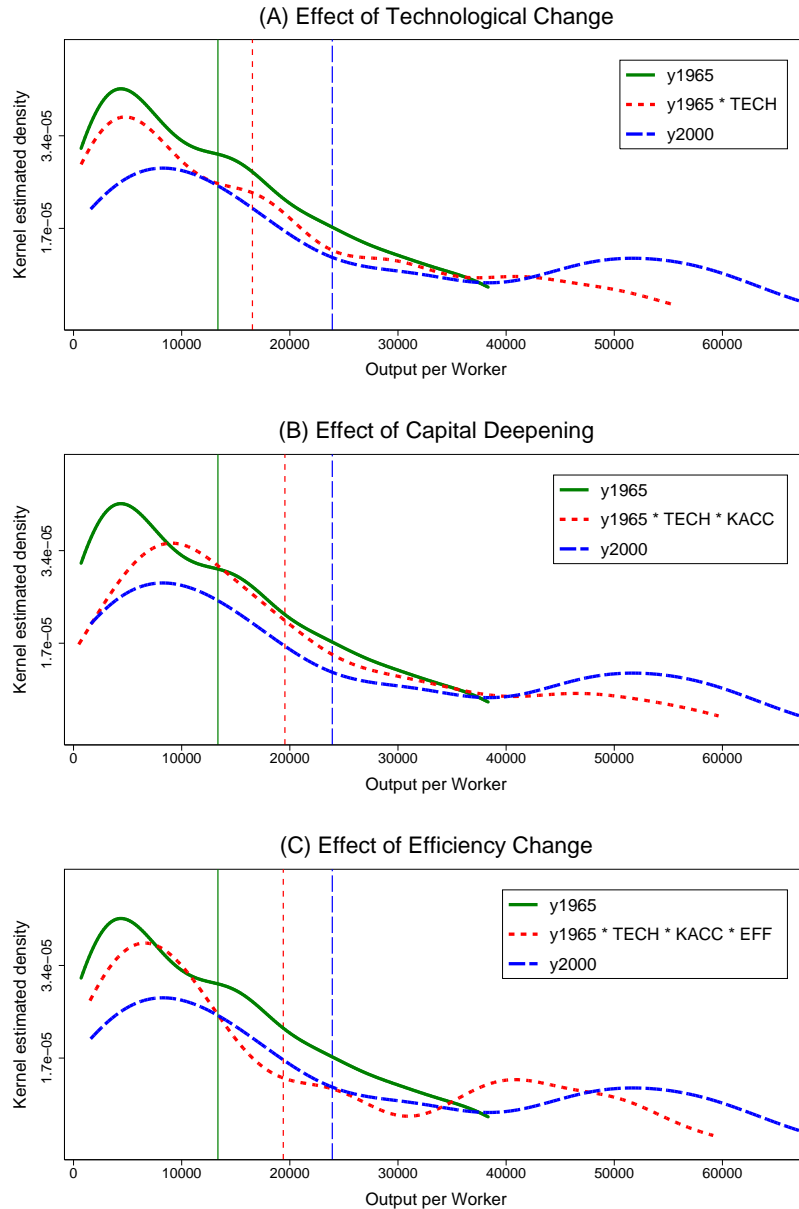 (A) Effect of Technological Change
Kernel estimated density
3.4e−05
1.7e−05
y1965
y1965 * TECH
y2000
0 10000 20000 30000 40000 50000 60000
Output per Worker
(B) Effect of Capital Deepening
Kernel estimated density
3.4e−05
1.7e−05
y1965
y1965 * TECH * KACC
y2000
0 10000 20000 30000 40000 50000 60000
Output per Worker
(C) Effect of Efficiency Change
Kernel estimated density
3.4e−05
1.7e−05
y1965
y1965 * TECH * KACC * EFF
y2000
0 10000 20000 30000 40000 50000 60000
Output per Worker